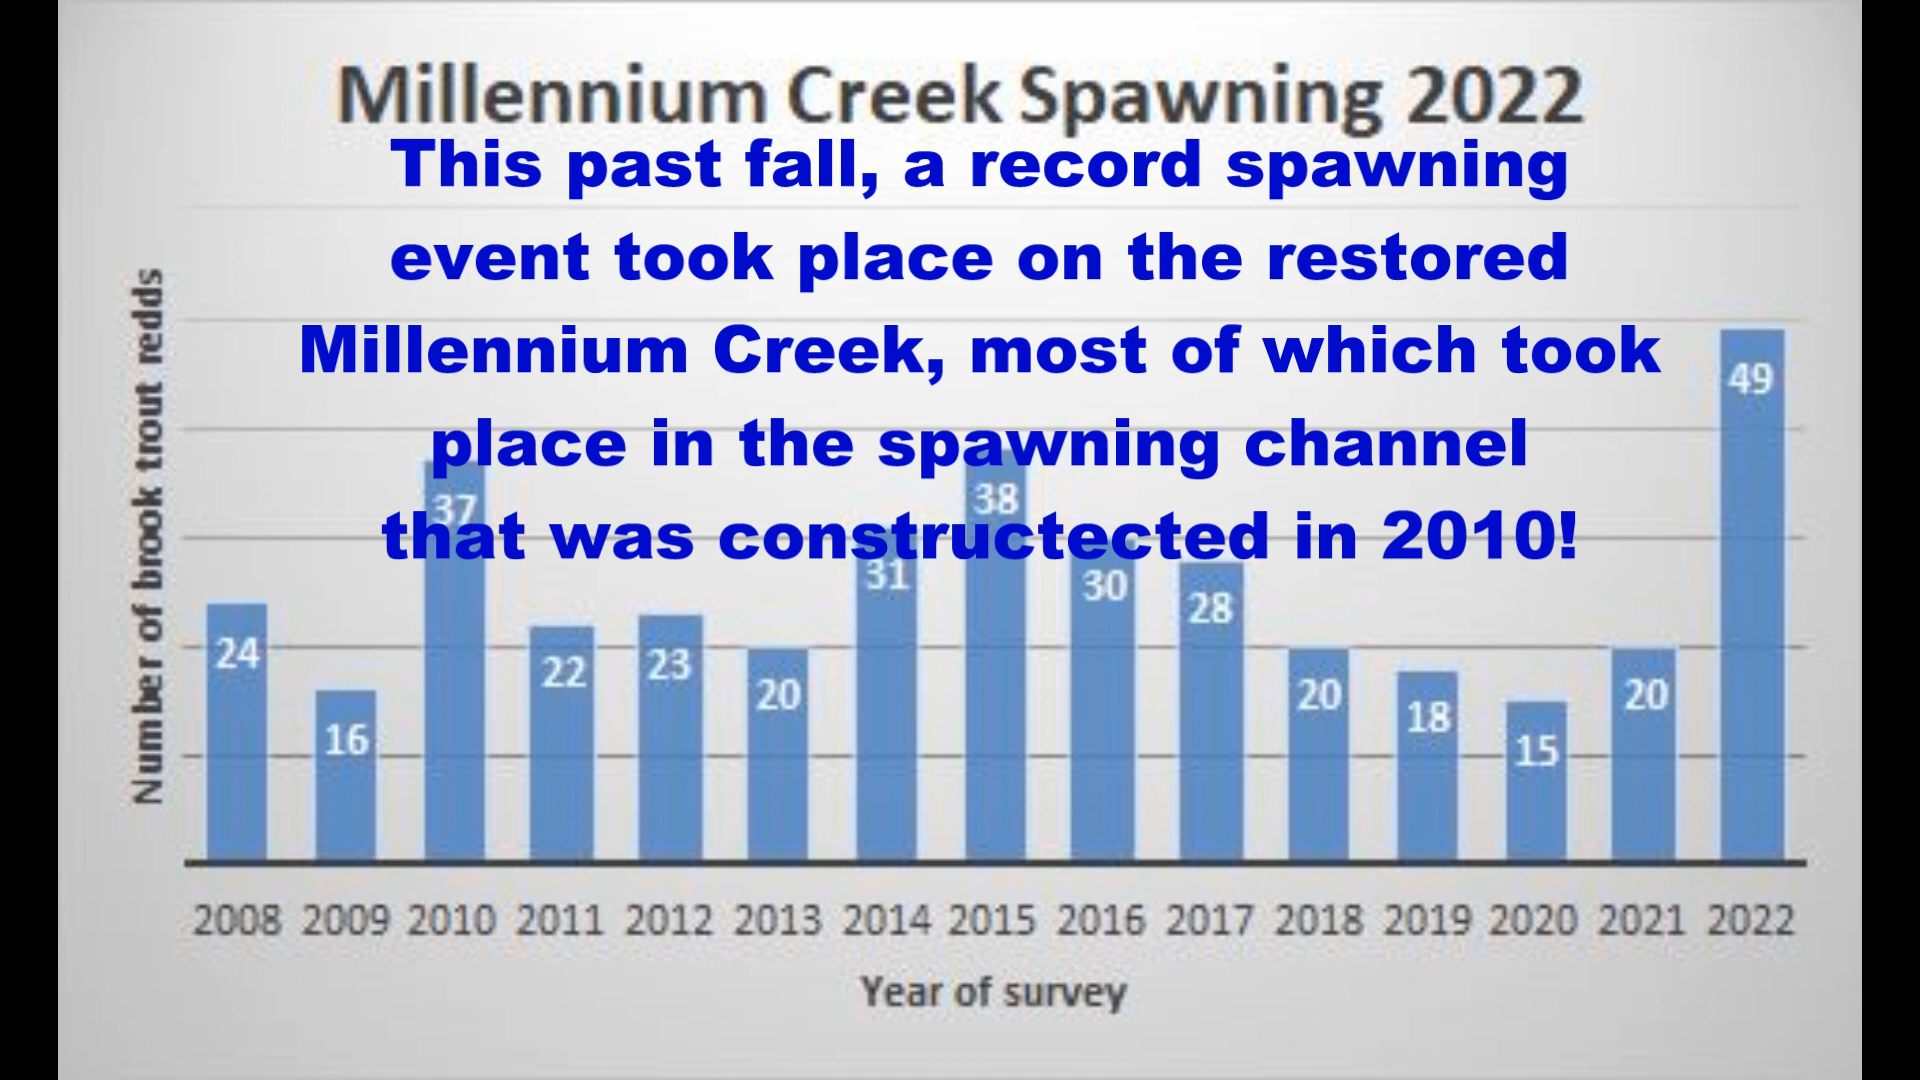 Millennium Creek Spawning 2022
This past fall, a record spawning
event took place on the restored
Millennium Creek, most of which took
place in the spawning channel
that was constructected in 2010!
Number of brook trout redds
24
16
37
22
23
20
31
38
30
28
20
18
15
20
49
2008 2009 2010 2011 2012 2013 2014 2015 2016 2017 2018 2019 2020 2021 2022
Year of survey